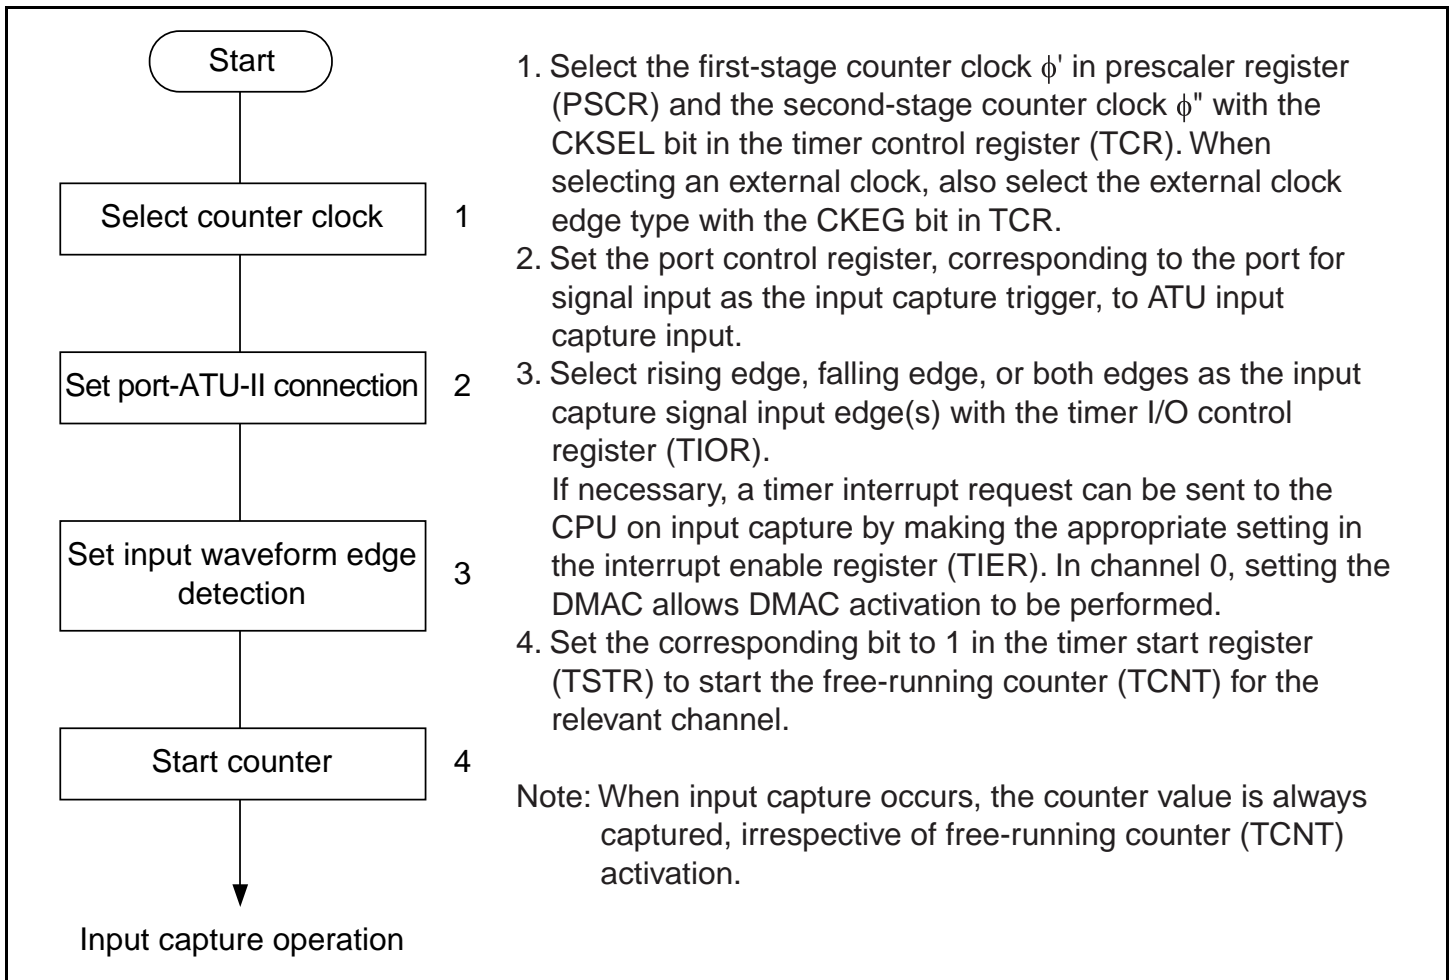 Start
Select counter clock
1
Set port-ATU-II connection
2
Set input waveform edge
detection
3
Start counter
4
Input capture operation
1. Select the first-stage counter clock ϕ' in prescaler register
(PSCR) and the second-stage counter clock ϕ" with the
CKSEL bit in the timer control register (TCR). When
selecting an external clock, also select the external clock
edge type with the CKEG bit in TCR.
2. Set the port control register, corresponding to the port for
signal input as the input capture trigger, to ATU input
capture input.
3. Select rising edge, falling edge, or both edges as the input
capture signal input edge(s) with the timer I/O control
register (TIOR).
If necessary, a timer interrupt request can be sent to the
CPU on input capture by making the appropriate setting in
the interrupt enable register (TIER). In channel 0, setting the
DMAC allows DMAC activation to be performed.
4. Set the corresponding bit to 1 in the timer start register
(TSTR) to start the free-running counter (TCNT) for the
relevant channel.
Note: When input capture occurs, the counter value is always
captured, irrespective of free-running counter (TCNT)
activation.